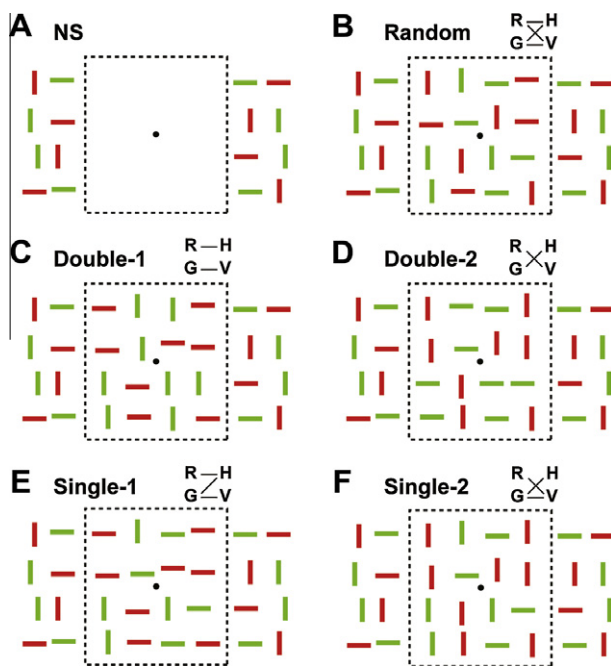 A NS
B Random R H
G V
C Double-1 R H
G V
D Double-2 R H
G V
E Single-1 R H
G V
F Single-2 R H
G V